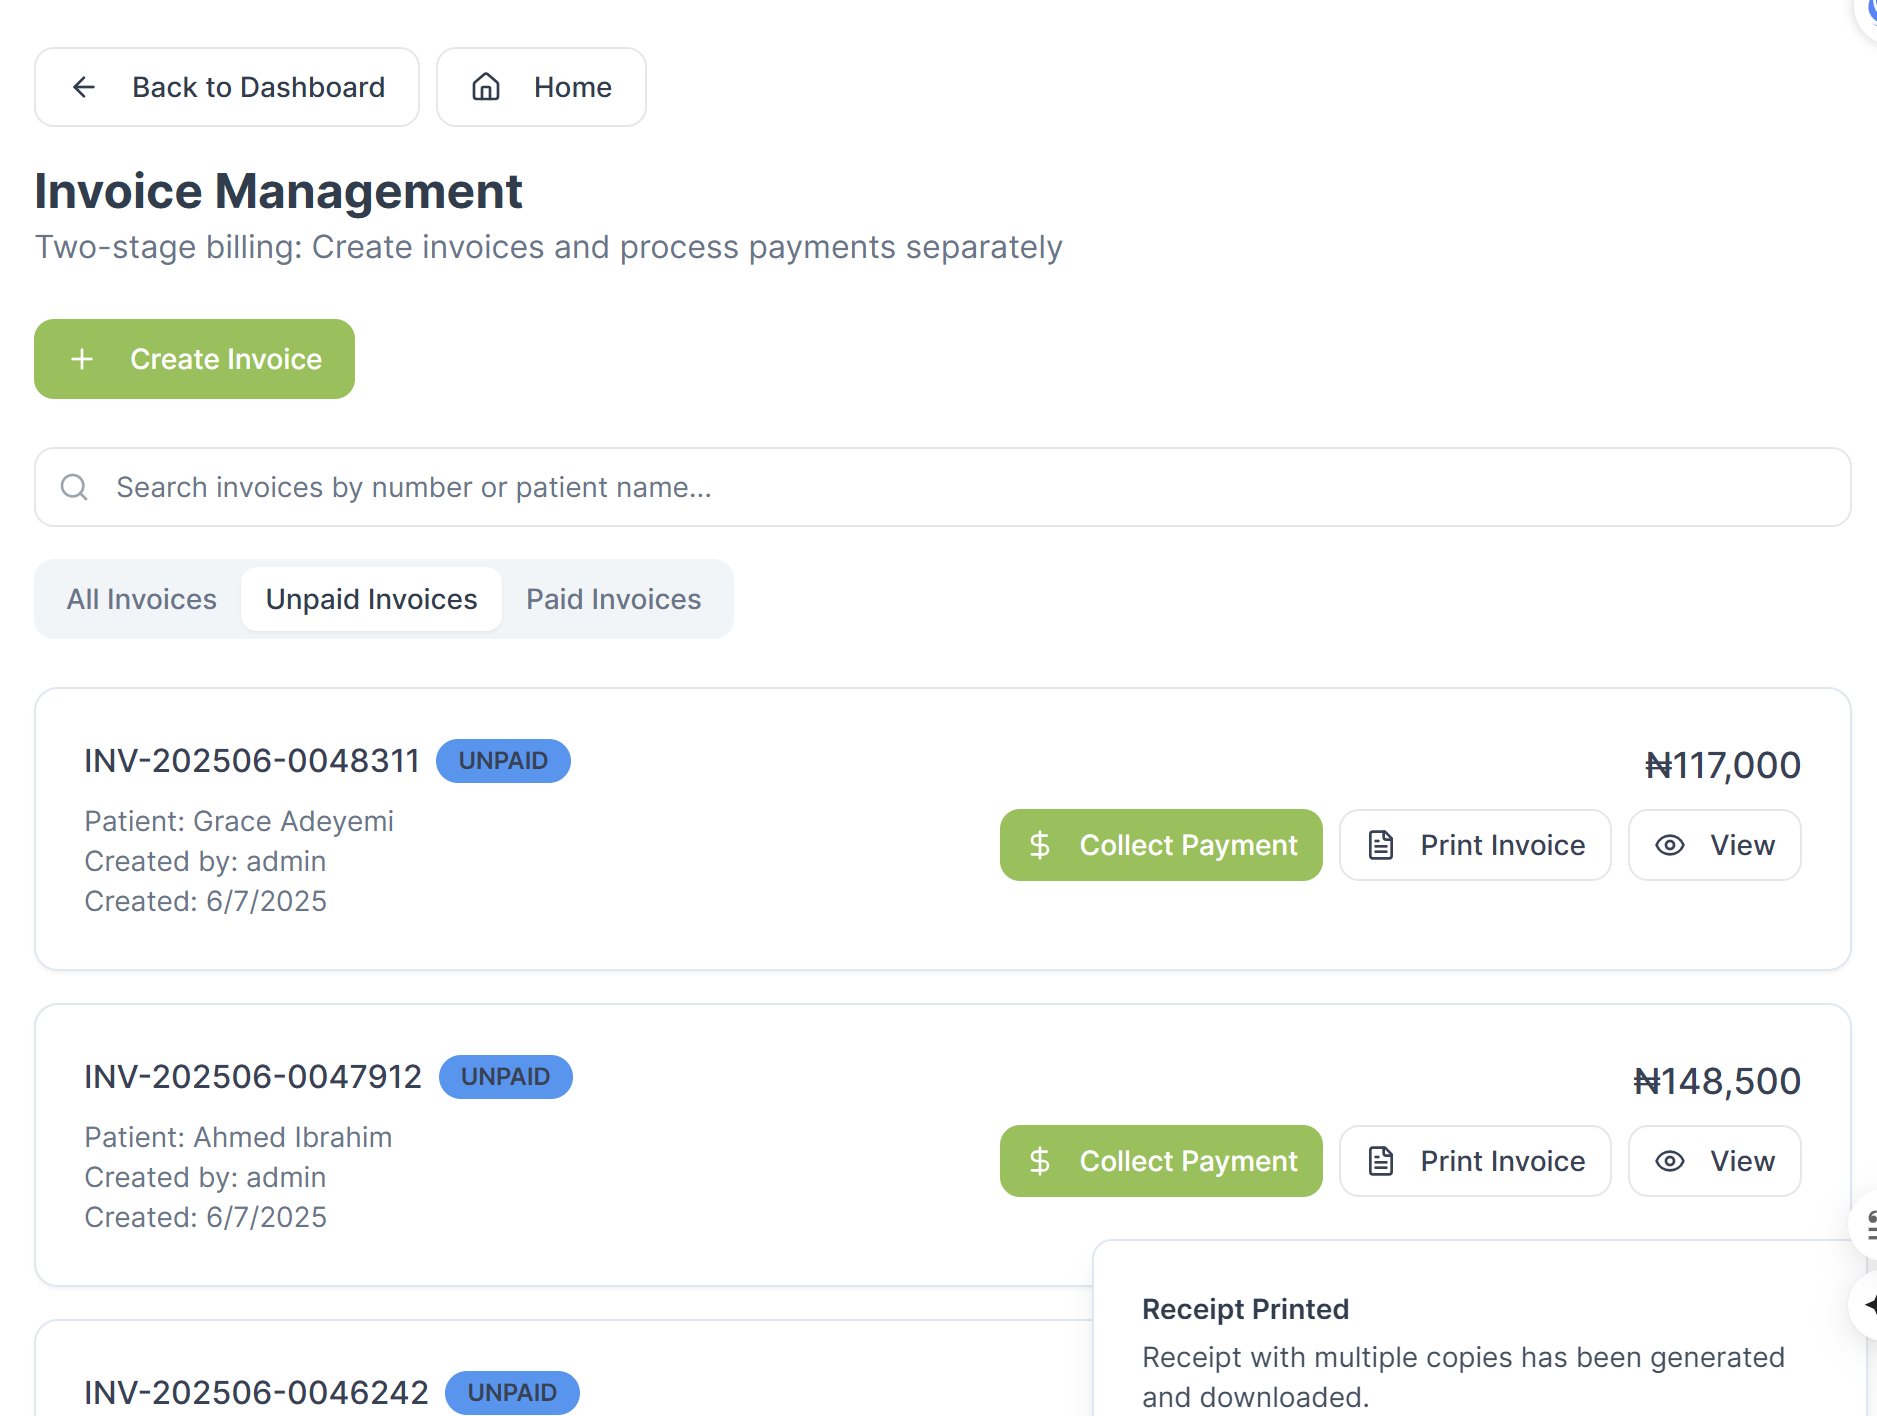 Back to Dashboard
Home
Invoice Management
Two-stage billing: Create invoices and process payments separately
Create Invoice
Search invoices by number or patient name...
All Invoices
Unpaid Invoices
Paid Invoices
INV-202506-0048311
UNPAID
₦117,000
Patient: Grace Adeyemi
Created by: admin
Created: 6/7/2025
Collect Payment
Print Invoice
View
INV-202506-0047912
UNPAID
₦148,500
Patient: Ahmed Ibrahim
Created by: admin
Created: 6/7/2025
Collect Payment
Print Invoice
View
INV-202506-0046242
UNPAID
Receipt Printed
Receipt with multiple copies has been generated
and downloaded.